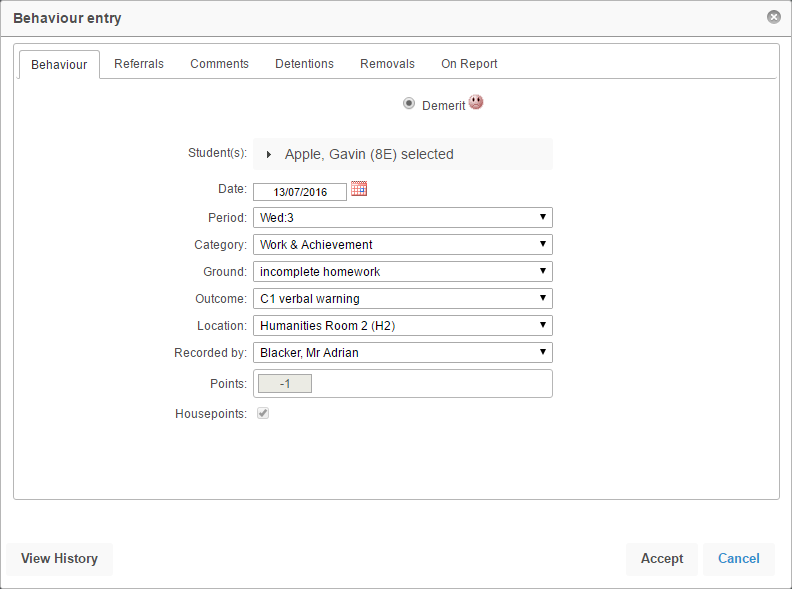 Behaviour entry
Behaviour Referrals Comments Detentions Removals On Report
Demerit
Student(s): Apple, Gavin (8E) selected
Date: 13/07/2016
Period: Wed:3
Category: Work & Achievement
Ground: incomplete homework
Outcome: C1 verbal warning
Location: Humanities Room 2 (H2)
Recorded by: Blacker, Mr Adrian
Points: -1
Housepoints:
View History Accept Cancel